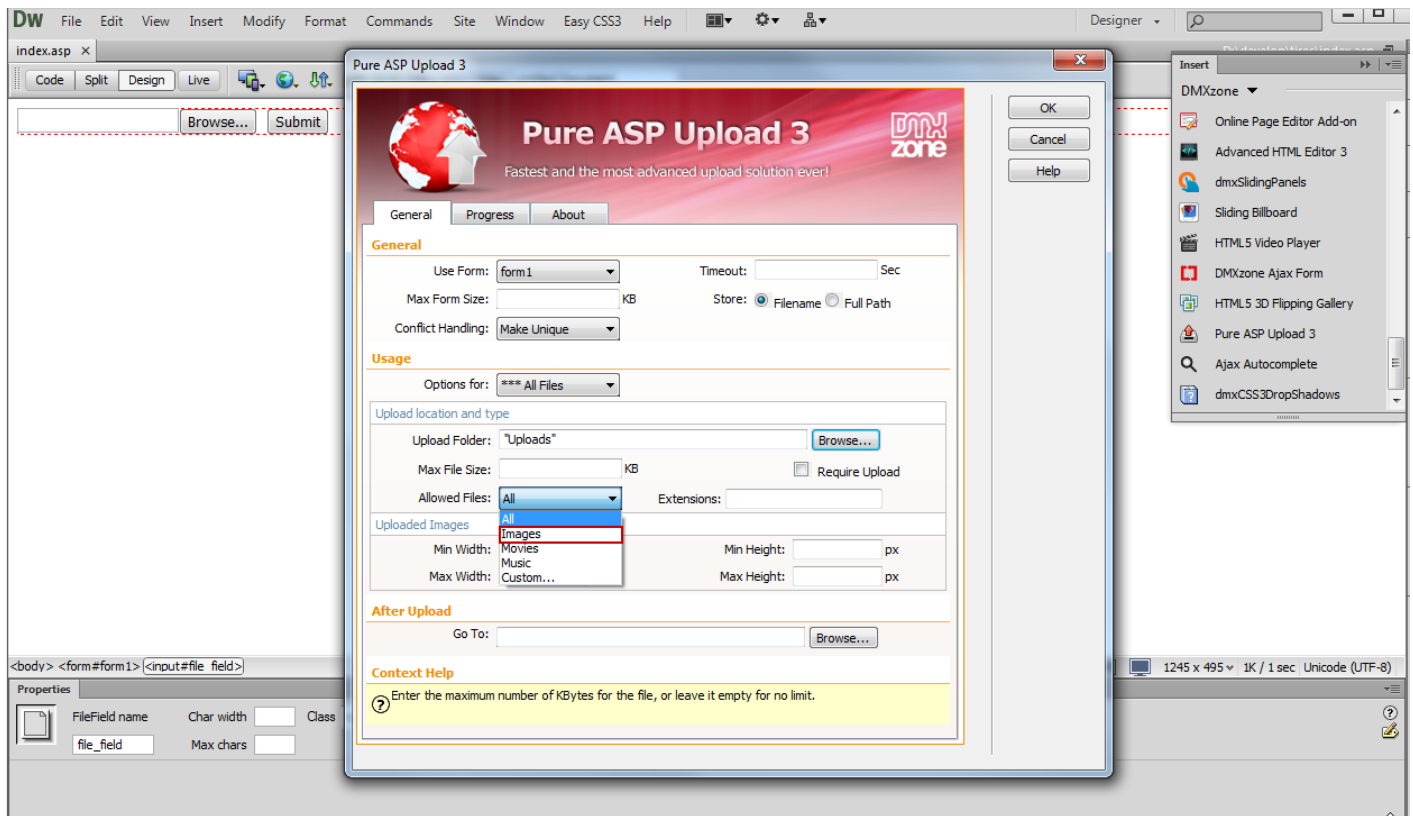 DW File Edit View Insert Modify Format Commands Site Window Easy CSS3 Help Designer
index.asp ×
Code Split Design Live
Browse... Submit
Pure ASP Upload 3
Pure ASP Upload 3
DMX zone
Fastest and the most advanced upload solution ever!
OK
Cancel
Help
General Progress About
General
Use Form: form1 Timeout: Sec
Max Form Size: KB Store: Filename Full Path
Conflict Handling: Make Unique
Usage
Options for: *** All Files
Upload location and type
Upload Folder: "Uploads" Browse...
Max File Size: KB Require Upload
Allowed Files: All Extensions:
All
Images
Movies
Music
Custom...
Uploaded Images
Min Width: Min Height: px
Max Width: Max Height: px
After Upload
Go To: Browse...
Context Help
Enter the maximum number of KBytes for the file, or leave it empty for no limit.
Insert
DMXzone
Online Page Editor Add-on
Advanced HTML Editor 3
dmxSlidingPanels
Sliding Billboard
HTML5 Video Player
DMXzone Ajax Form
HTML5 3D Flipping Gallery
Pure ASP Upload 3
Ajax Autocomplete
dmxCSS3DropShadows
<body> <form#form1> <input#file_field> 1245 x 495 1K / 1 sec Unicode (UTF-8)
Properties
FileField name Char width Class
file_field Max chars